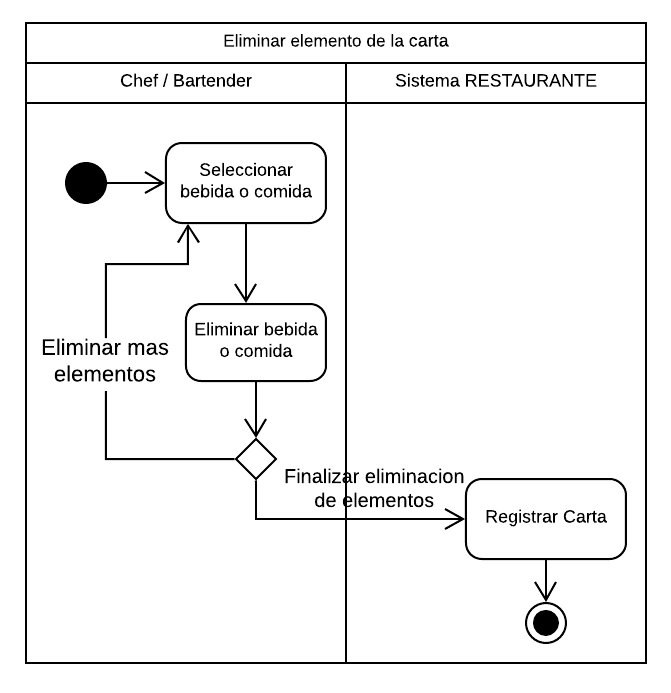 Eliminar elemento de la carta
Chef / Bartender
Sistema RESTAURANTE
Seleccionar
bebida o comida
Eliminar bebida
o comida
Eliminar mas
elementos
Finalizar eliminacion
de elementos
Registrar Carta